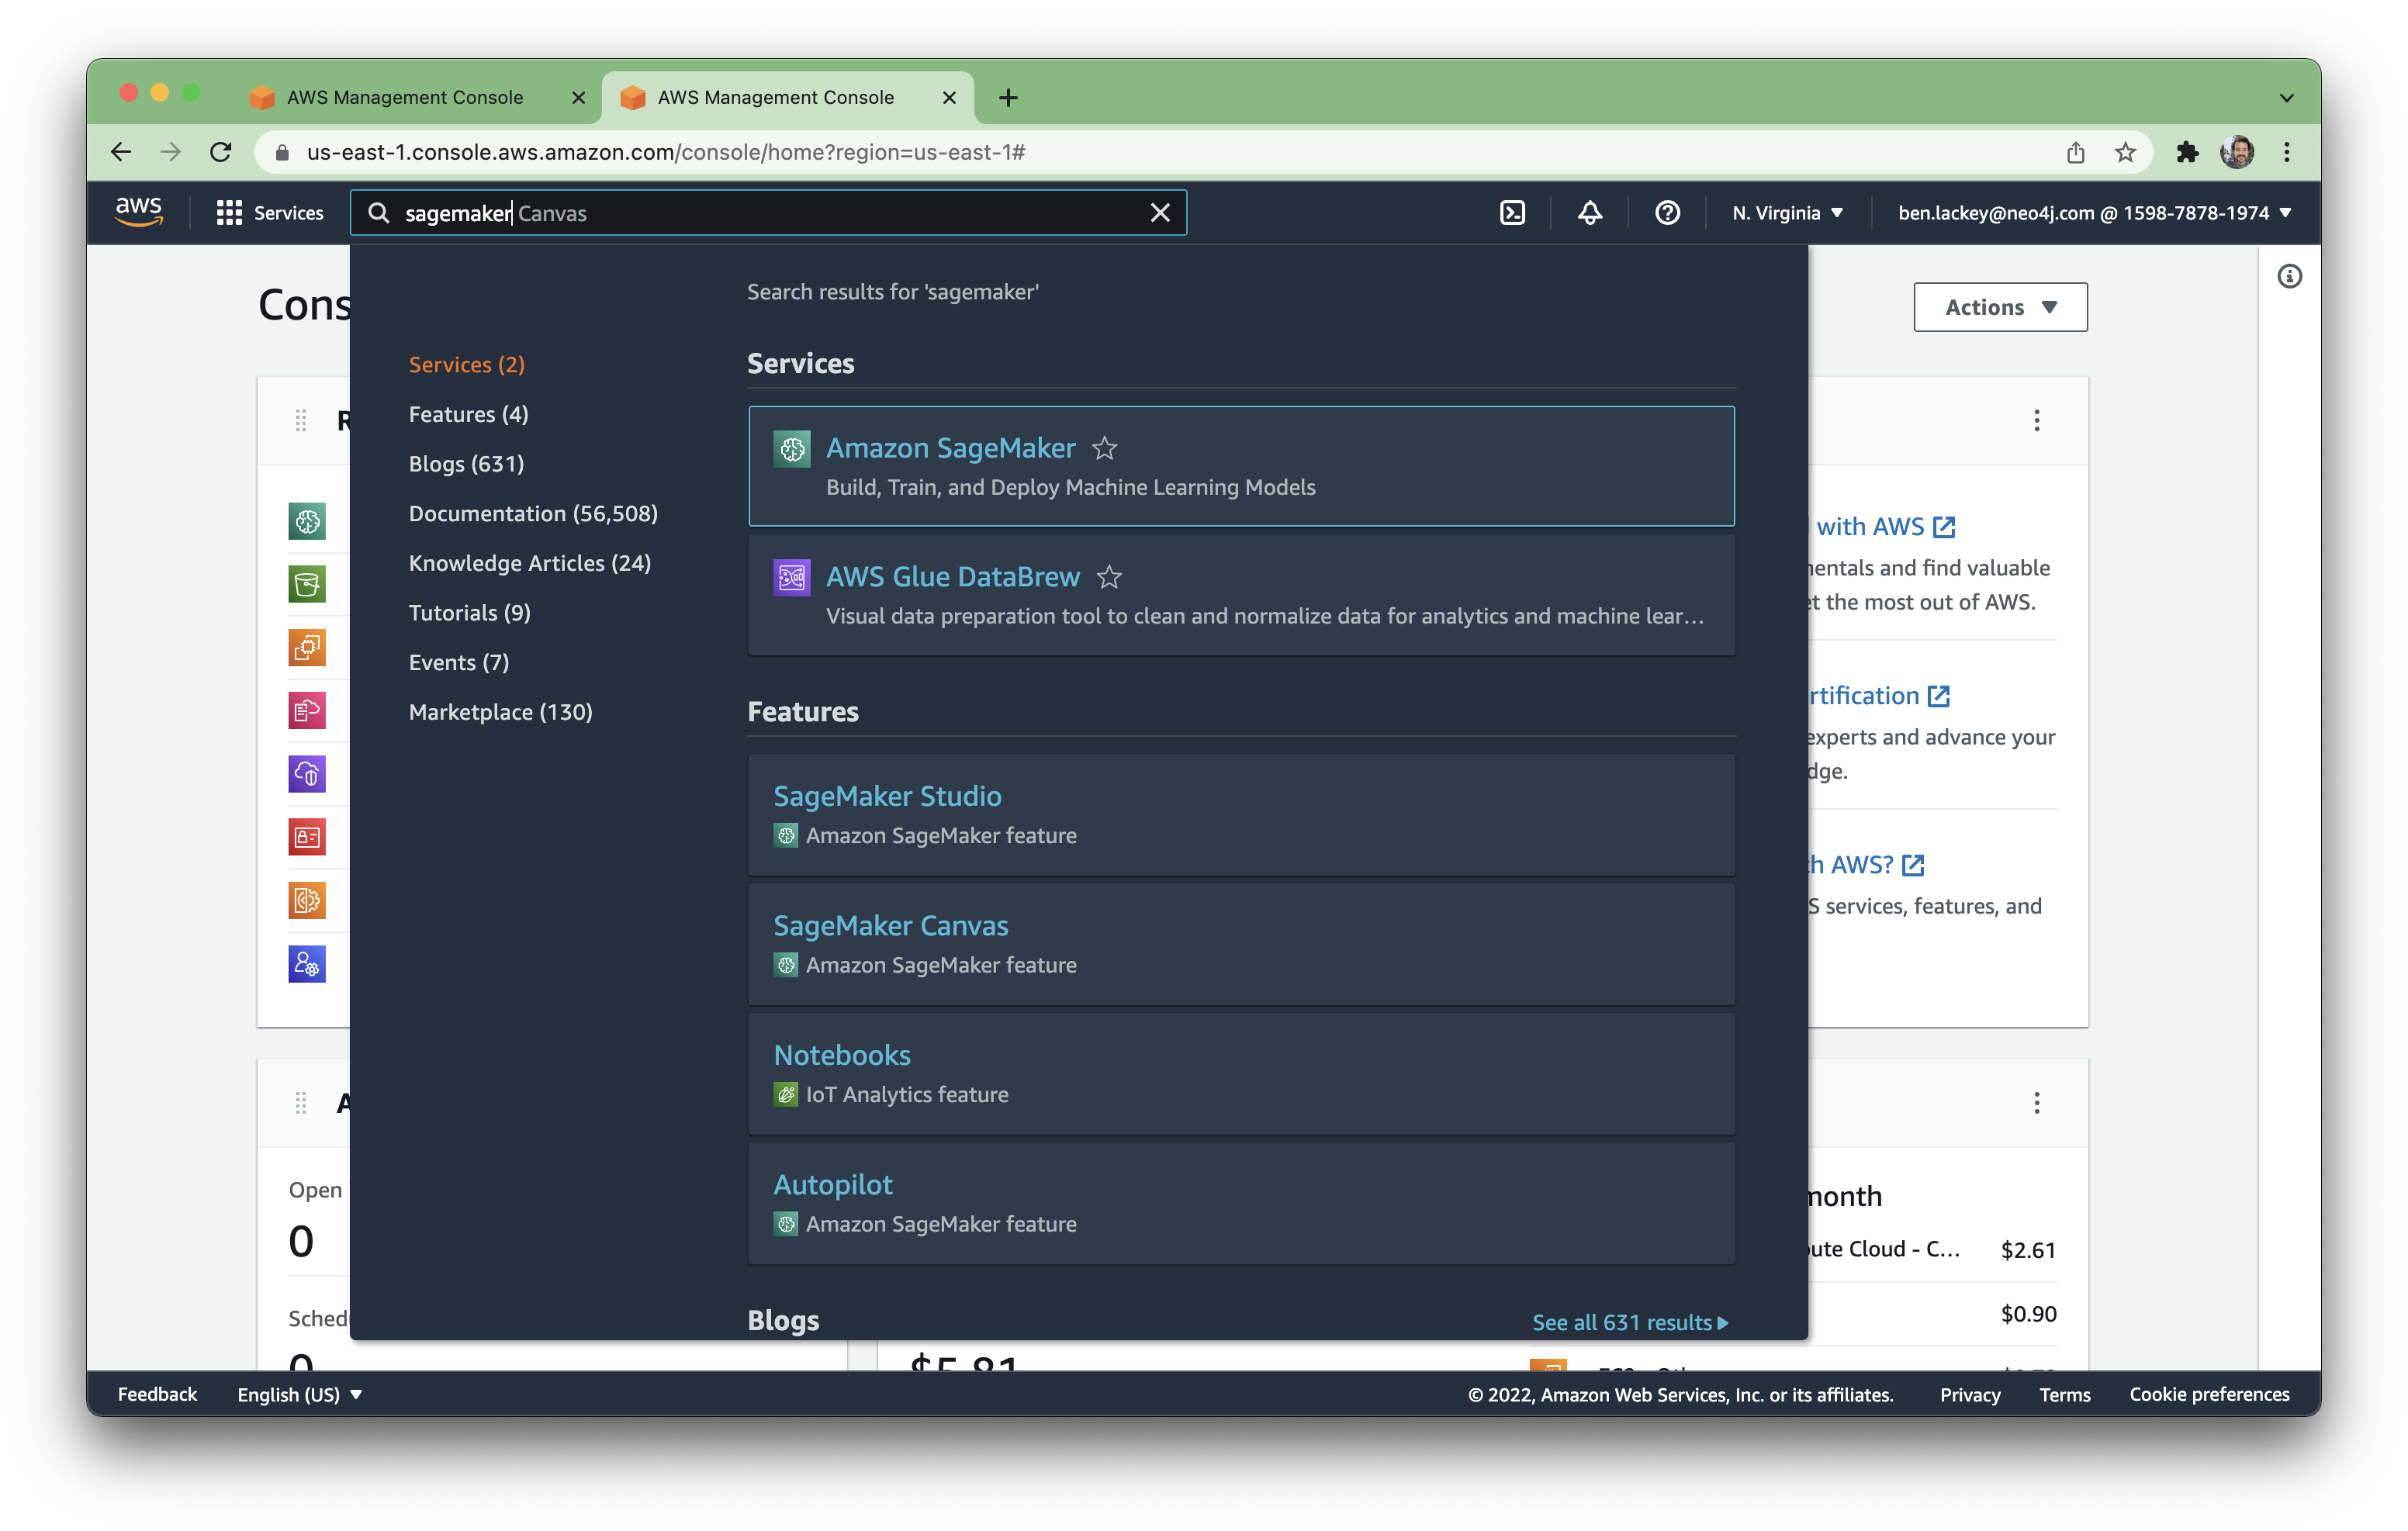 AWS Management Console
AWS Management Console
us-east-1.console.aws.amazon.com/console/home?region=us-east-1#
aws
Services
sagemaker Canvas
N. Virginia
ben.lackey@neo4j.com @ 1598-7878-1974
Cons
Actions
Search results for 'sagemaker'
Services (2)
Features (4)
Blogs (631)
Documentation (56,508)
Knowledge Articles (24)
Tutorials (9)
Events (7)
Marketplace (130)
Services
Amazon SageMaker
Build, Train, and Deploy Machine Learning Models
AWS Glue DataBrew
Visual data preparation tool to clean and normalize data for analytics and machine lear...
Features
SageMaker Studio
Amazon SageMaker feature
SageMaker Canvas
Amazon SageMaker feature
Notebooks
IoT Analytics feature
Autopilot
Amazon SageMaker feature
Blogs
See all 631 results
R
with AWS
nentals and find valuable
et the most out of AWS.
rtification
experts and advance your
dge.
h AWS?
S services, features, and
A
Open
0
Sched
0
month
ute Cloud - C...
$2.61
$0.90
$5.81
Feedback
English (US)
© 2022, Amazon Web Services, Inc. or its affiliates.
Privacy
Terms
Cookie preferences